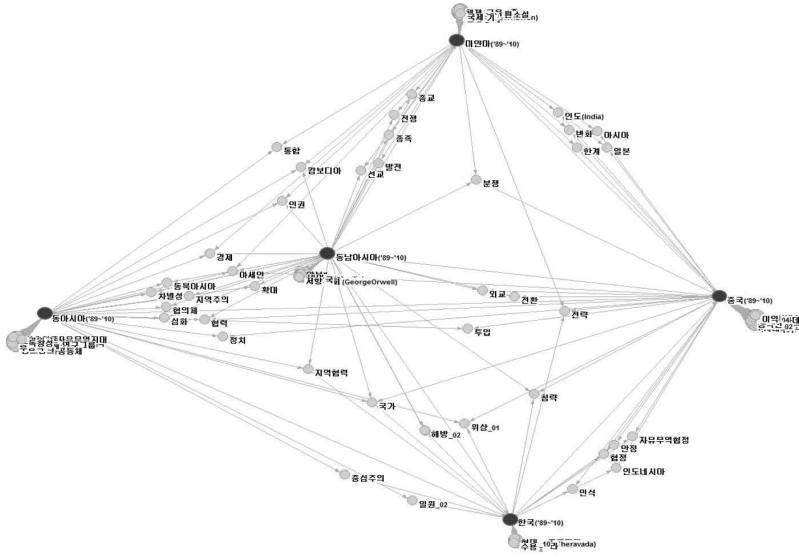 미얀마('89~'10)
종교
전쟁
종족
발견
선교
통합
캄보디아
인권
인도(India)
변화
아시아
한계
일본
분쟁
경제
동남아시아('89~'10)
아세안
(GeorgeOrwell)
동북아시아
차별성
지역주의
확대
협의체
심화
협력
정치
동아시아('89~'10)
외교
전환
전략
투입
중국('89~'10)
지역협력
국가
해방_02
위상_01
침략
자유무역협정
안정
협정
인도네시아
인식
중심주의
일원_02
한국('89~'10)